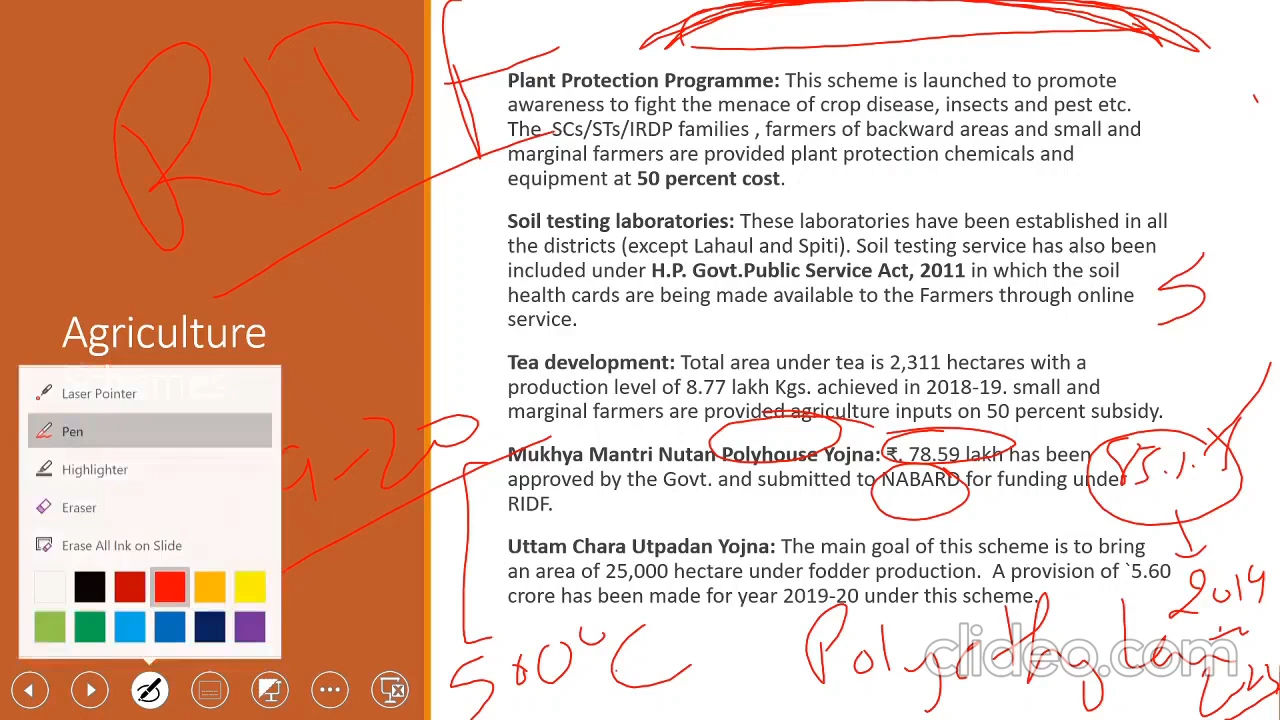 RIDF
Plant Protection Programme: This scheme is launched to promote
awareness to fight the menace of crop disease, insects and pest etc.
The SCs/STs/IRDP families , farmers of backward areas and small and
marginal farmers are provided plant protection chemicals and
equipment at 50 percent cost.
Soil testing laboratories: These laboratories have been established in all
the districts (except Lahaul and Spiti). Soil testing service has also been
included under H.P. Govt.Public Service Act, 2011 in which the soil
health cards are being made available to the Farmers through online
service.
5
Agriculture
Schemes
Tea development: Total area under tea is 2,311 hectares with a
production level of 8.77 lakh Kgs. achieved in 2018-19. small and
marginal farmers are provided agriculture inputs on 50 percent subsidy.
Mukhya Mantri Nutan Polyhouse Yojna: ₹. 78.59 lakh has been
approved by the Govt. and submitted to NABARD for funding under
RIDF.
85%
Uttam Chara Utpadan Yojna: The main goal of this scheme is to bring
an area of 25,000 hectare under fodder production. A provision of `5.60
crore has been made for year 2019-20 under this scheme.
2019
Laser Pointer
Pen
Highlighter
Eraser
Erase All Ink on Slide
clideo.com